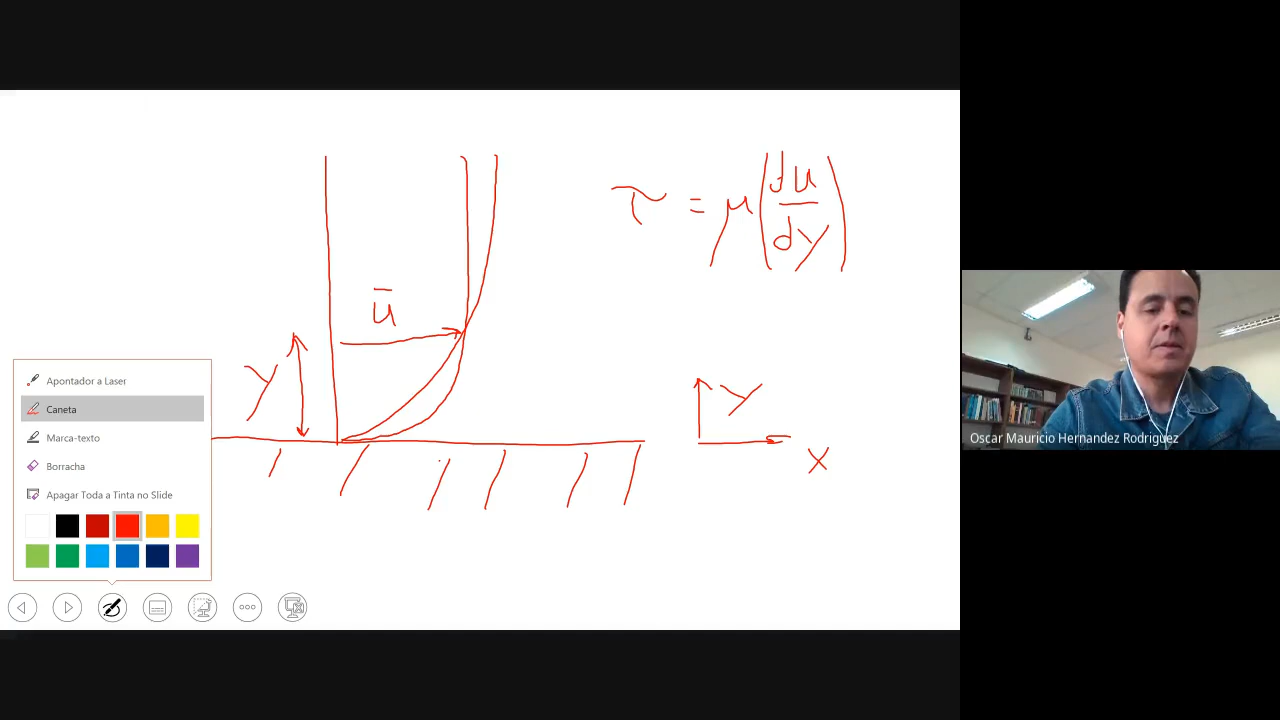 τ = μ(du/dy)
ū
y
y
x
Apontador a Laser
Caneta
Marca-texto
Borracha
Apagar Toda a Tinta no Slide
Oscar Mauricio Hernandez Rodriguez